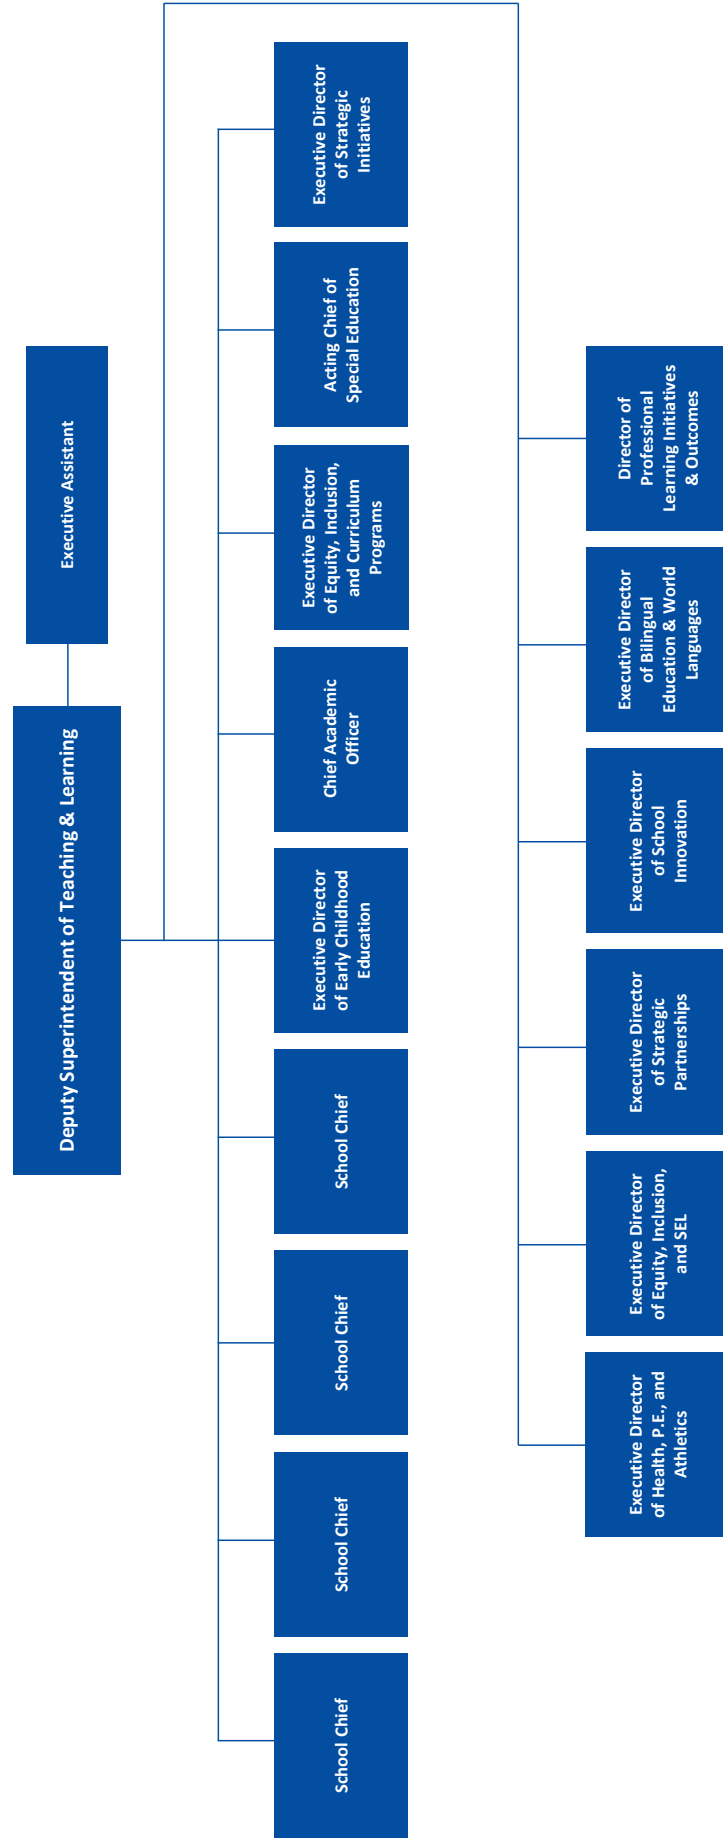 Deputy Superintendent of Teaching & Learning
Executive Assistant
School Chief
School Chief
School Chief
School Chief
Executive Director
of Early Childhood
Education
Chief Academic
Officer
Executive Director
of Equity, Inclusion,
and Curriculum
Programs
Acting Chief of
Special Education
Executive Director
of Strategic
Initiatives
Executive Director
of Health, P.E., and
Athletics
Executive Director
of Equity, Inclusion,
and SEL
Executive Director
of Strategic
Partnerships
Executive Director
of School
Innovation
Executive Director
of Bilingual
Education & World
Languages
Director of
Professional
Learning Initiatives
& Outcomes